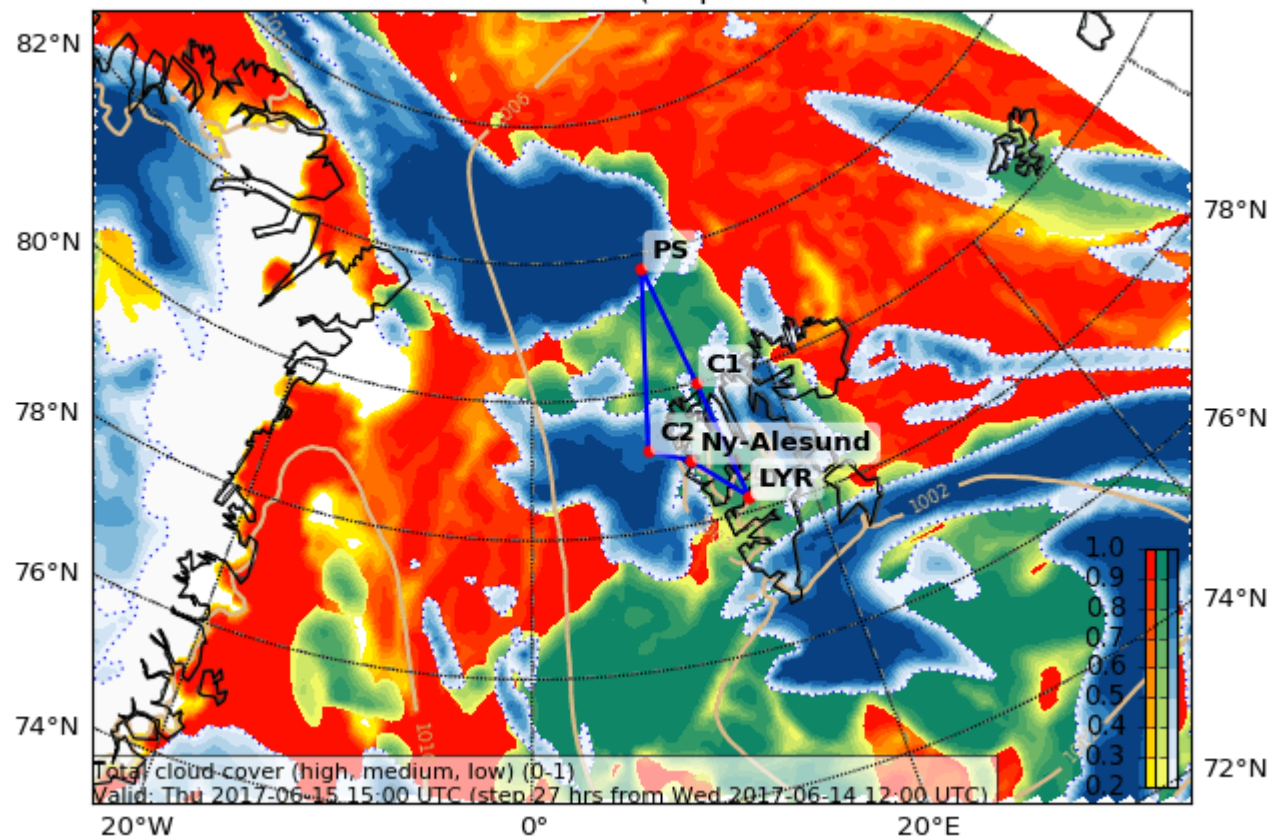 82°N
1006
80°N
78°N
PS
C1
78°N
C2
Ny-Alesund
LYR
76°N
1002
76°N
1.0
0.9
0.8
0.7
0.6
0.5
0.4
0.3
0.2
74°N
74°N
72°N
Total cloud cover (high, medium, low) (0-1)
Valid: Thu 2017-06-15 15:00 UTC (step 27 hrs from Wed 2017-06-14 12:00 UTC)
20°W
0°
20°E